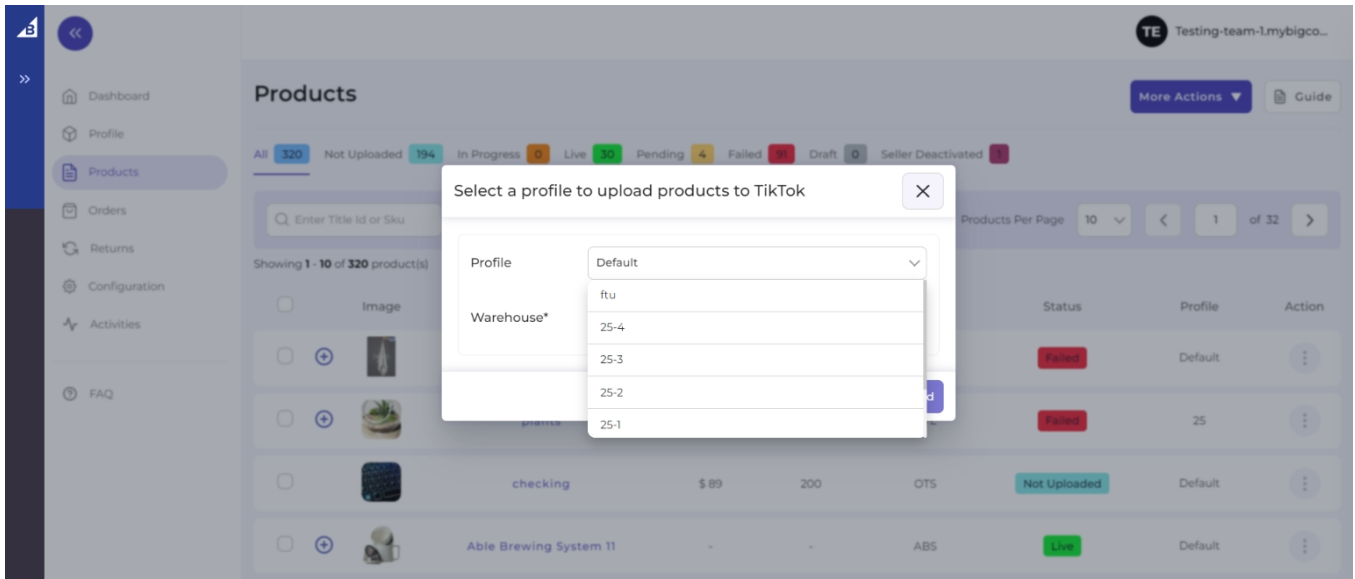 B
TE Testing-team-1.mybigco...
Dashboard
Profile
Products
Orders
Returns
Configuration
Activities
FAQ
Products
More Actions
Guide
All 320 Not Uploaded 194 In Progress 0 Live 30 Pending 4 Failed 91 Draft 0 Seller Deactivated 1
Enter Title Id or Sku
Products Per Page 10 1 of 32
Showing 1 - 10 of 320 product(s)
Select a profile to upload products to TikTok
Profile Default
Warehouse*
ftu
25-4
25-3
25-2
25-1
d
Image Status Profile Action
Failed Default
plants Failed 25
checking $ 89 200 OTS Not Uploaded Default
Able Brewing System 11 - - ABS Live Default